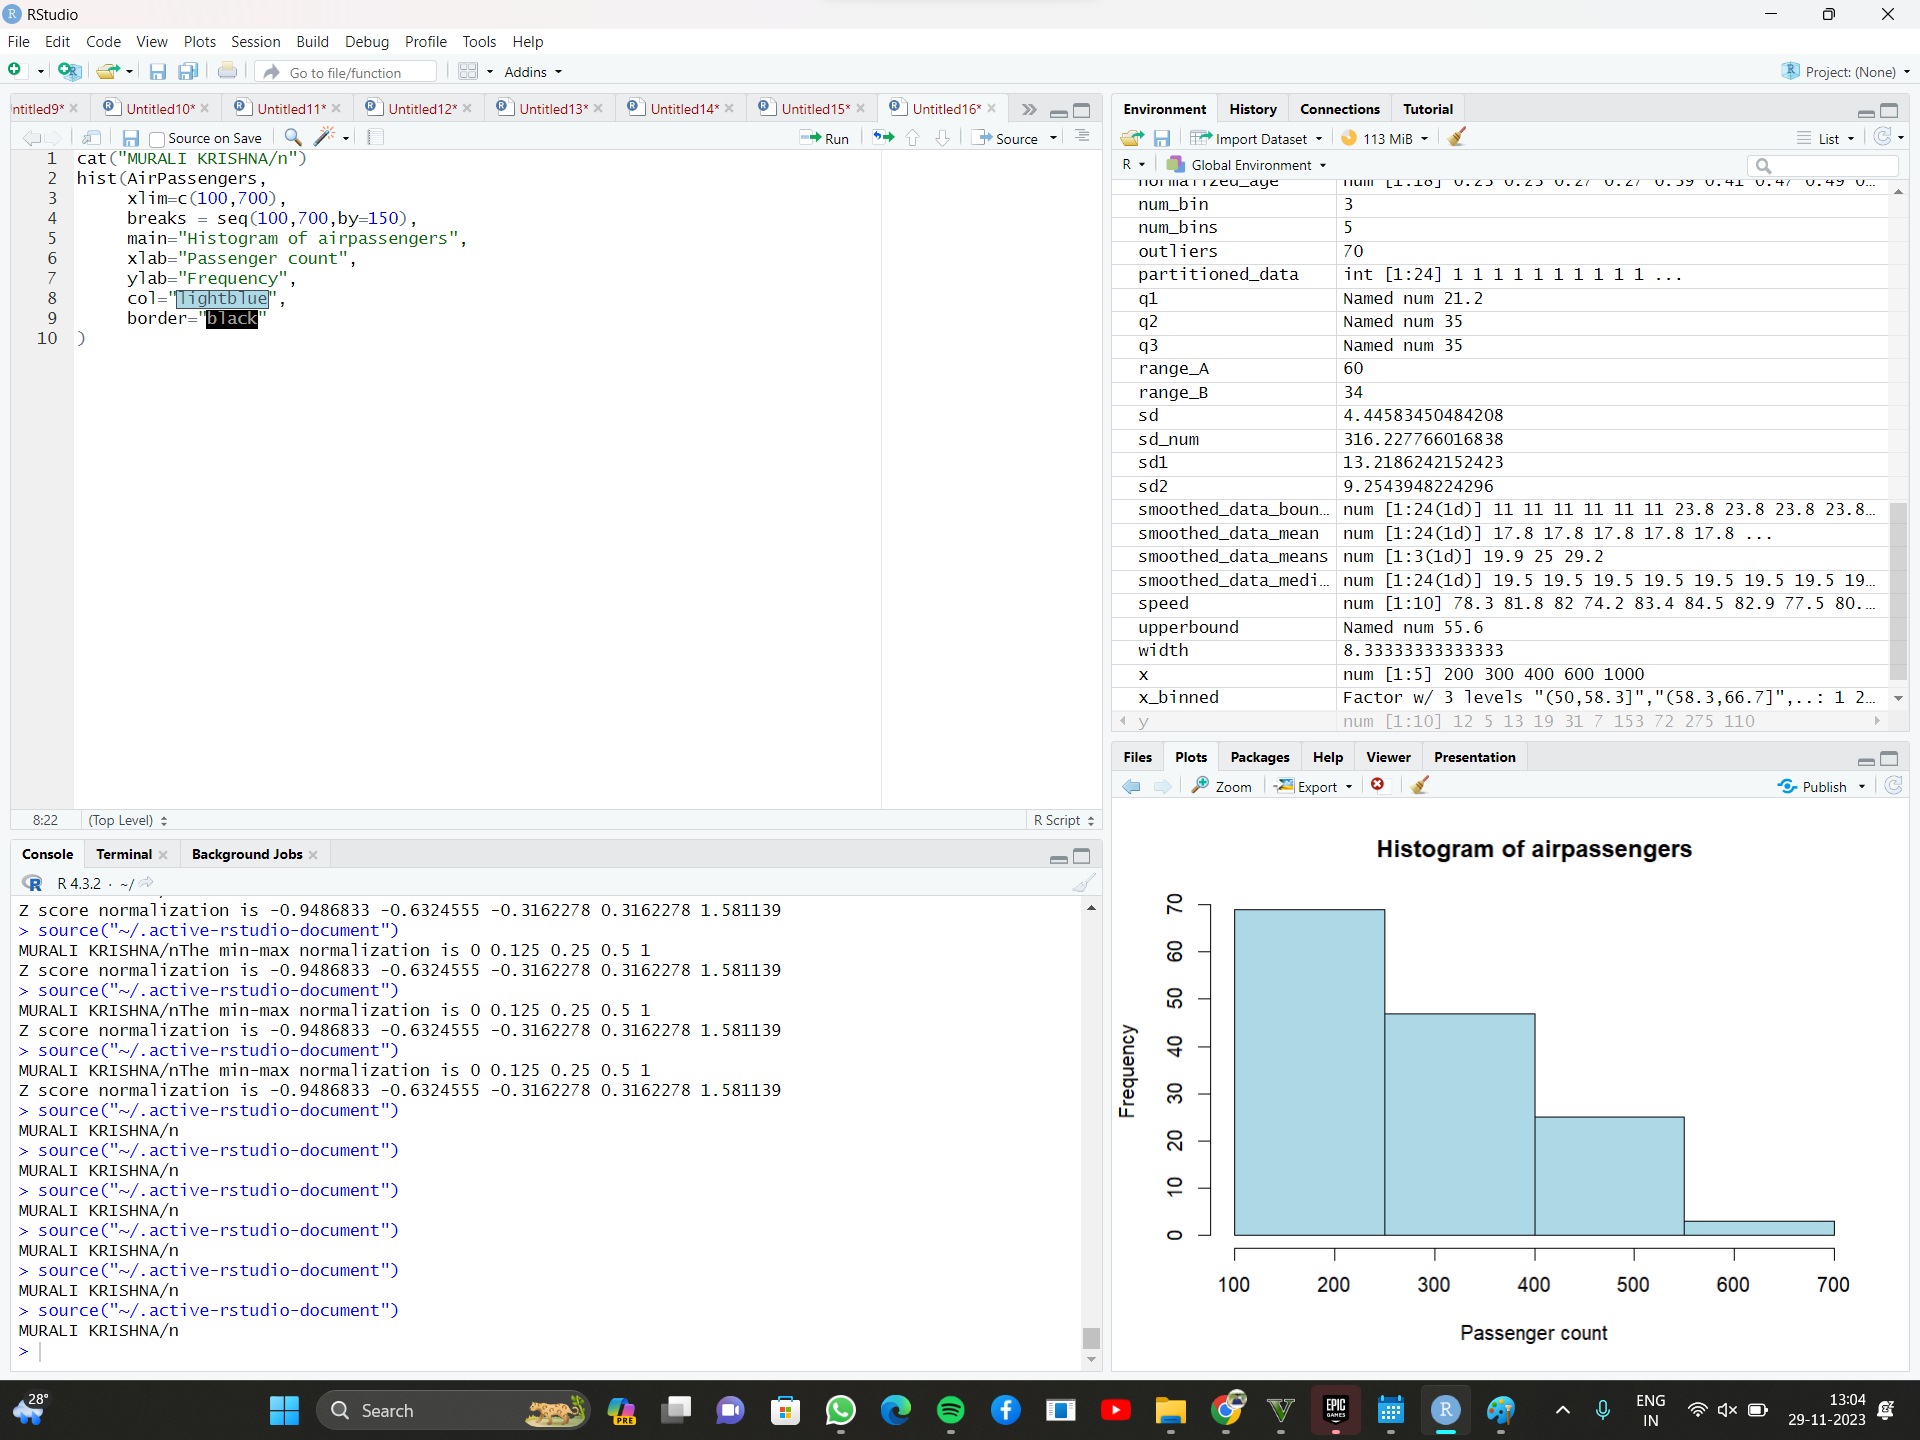 RStudio
File Edit Code View Plots Session Build Debug Profile Tools Help
Go to file/function Addins Project: (None)
ntitled9* Untitled10* Untitled11* Untitled12* Untitled13* Untitled14* Untitled15* Untitled16*
Source on Save Run Source
1 cat("MURALI KRISHNA/n")
2 hist(AirPassengers,
3 xlim=c(100,700),
4 breaks = seq(100,700,by=150),
5 main="Histogram of airpassengers",
6 xlab="Passenger count",
7 ylab="Frequency",
8 col="lightblue",
9 border="black"
10 )
8:22 (Top Level) R Script
Console Terminal Background Jobs
R 4.3.2 · ~/
Z score normalization is -0.9486833 -0.6324555 -0.3162278 0.3162278 1.581139
> source("~/.active-rstudio-document")
MURALI KRISHNA/nThe min-max normalization is 0 0.125 0.25 0.5 1
Z score normalization is -0.9486833 -0.6324555 -0.3162278 0.3162278 1.581139
> source("~/.active-rstudio-document")
MURALI KRISHNA/nThe min-max normalization is 0 0.125 0.25 0.5 1
Z score normalization is -0.9486833 -0.6324555 -0.3162278 0.3162278 1.581139
> source("~/.active-rstudio-document")
MURALI KRISHNA/nThe min-max normalization is 0 0.125 0.25 0.5 1
Z score normalization is -0.9486833 -0.6324555 -0.3162278 0.3162278 1.581139
> source("~/.active-rstudio-document")
MURALI KRISHNA/n
> source("~/.active-rstudio-document")
MURALI KRISHNA/n
> source("~/.active-rstudio-document")
MURALI KRISHNA/n
> source("~/.active-rstudio-document")
MURALI KRISHNA/n
> source("~/.active-rstudio-document")
MURALI KRISHNA/n
> source("~/.active-rstudio-document")
MURALI KRISHNA/n
>
Environment History Connections Tutorial
Import Dataset 113 MiB List
R Global Environment
normalized_age num [1:18] 0.23 0.23 0.27 0.27 0.39 0.41 0.47 0.49 0…
num_bin 3
num_bins 5
outliers 70
partitioned_data int [1:24] 1 1 1 1 1 1 1 1 1 1 ...
q1 Named num 21.2
q2 Named num 35
q3 Named num 35
range_A 60
range_B 34
sd 4.44583450484208
sd_num 316.227766016838
sd1 13.2186242152423
sd2 9.2543948224296
smoothed_data_boun… num [1:24(1d)] 11 11 11 11 11 11 23.8 23.8 23.8 23.8…
smoothed_data_mean num [1:24(1d)] 17.8 17.8 17.8 17.8 17.8 ...
smoothed_data_means num [1:3(1d)] 19.9 25 29.2
smoothed_data_medi… num [1:24(1d)] 19.5 19.5 19.5 19.5 19.5 19.5 19.5 19…
speed num [1:10] 78.3 81.8 82 74.2 83.4 84.5 82.9 77.5 80.…
upperbound Named num 55.6
width 8.33333333333333
x num [1:5] 200 300 400 600 1000
x_binned Factor w/ 3 levels "(50,58.3]","(58.3,66.7]",..: 1 2…
y num [1:10] 12 5 13 19 31 7 153 72 275 110
Files Plots Packages Help Viewer Presentation
Zoom Export Publish
Histogram of airpassengers
Frequency
70
60
50
40
30
20
10
0
100 200 300 400 500 600 700
Passenger count
28° Search PRE EPIC GAMES R ENG IN 13:04
29-11-2023